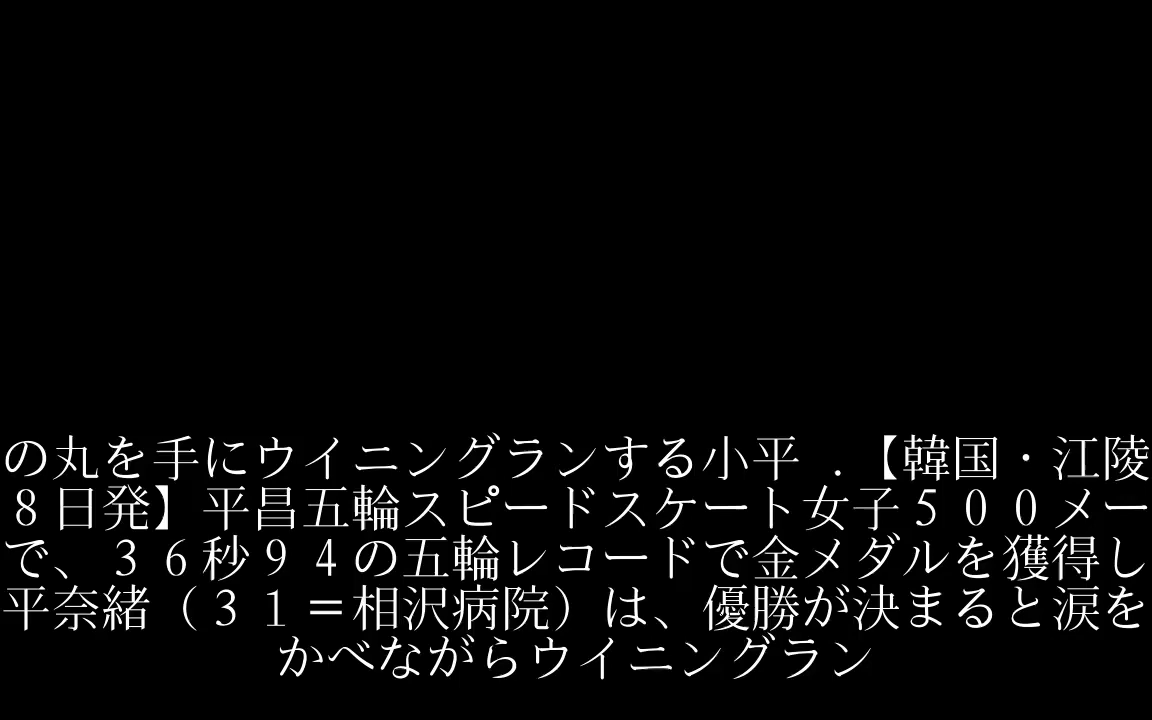 の丸を手にウイニングランする小平 .【韓国・江陵
８日発】平昌五輪スピードスケート女子５００メー
で、３６秒９４の五輪レコードで金メダルを獲得し
平奈緒（３１＝相沢病院）は、優勝が決まると涙を
かべながらウイニングラン